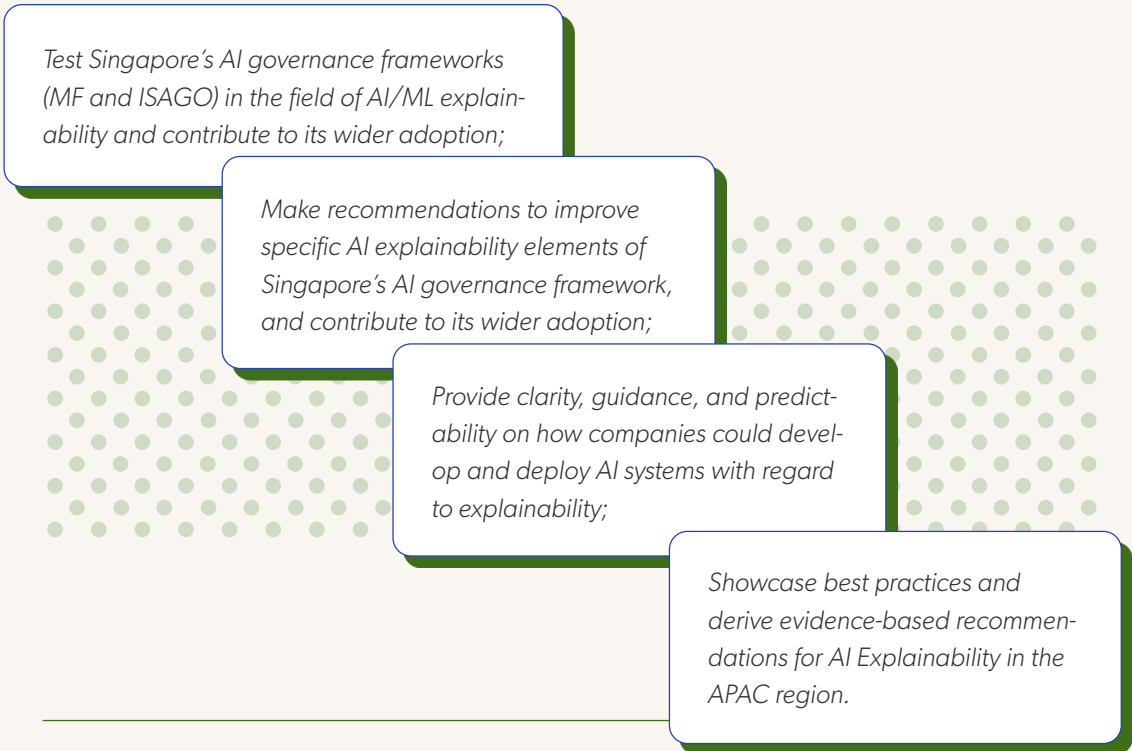 Test Singapore’s AI governance frameworks
(MF and ISAGO) in the field of AI/ML explain-
ability and contribute to its wider adoption;
Make recommendations to improve
specific AI explainability elements of
Singapore’s AI governance framework,
and contribute to its wider adoption;
Provide clarity, guidance, and predict-
ability on how companies could devel-
op and deploy AI systems with regard
to explainability;
Showcase best practices and
derive evidence-based recommen-
dations for AI Explainability in the
APAC region.